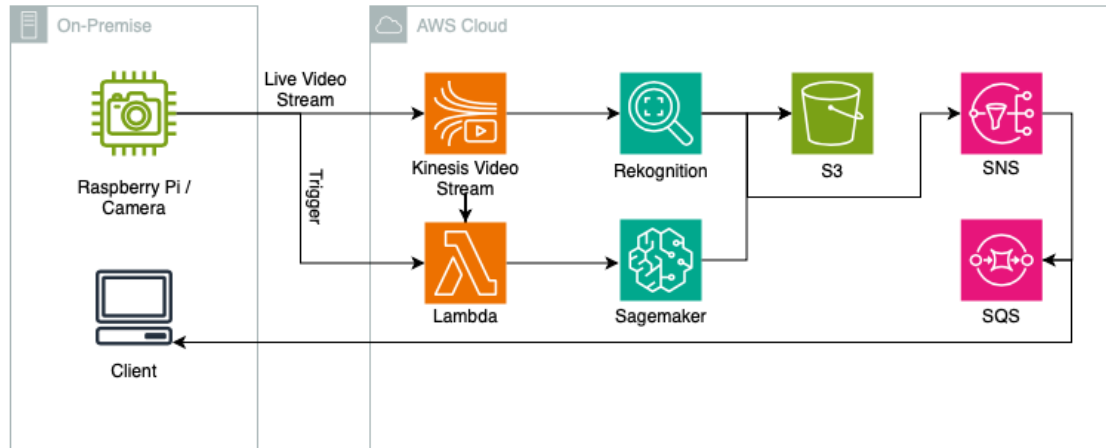 On-Premise
AWS Cloud
Live Video
Stream
Raspberry Pi /
Camera
Trigger
Kinesis Video
Stream
Rekognition
S3
SNS
Lambda
Sagemaker
SQS
Client